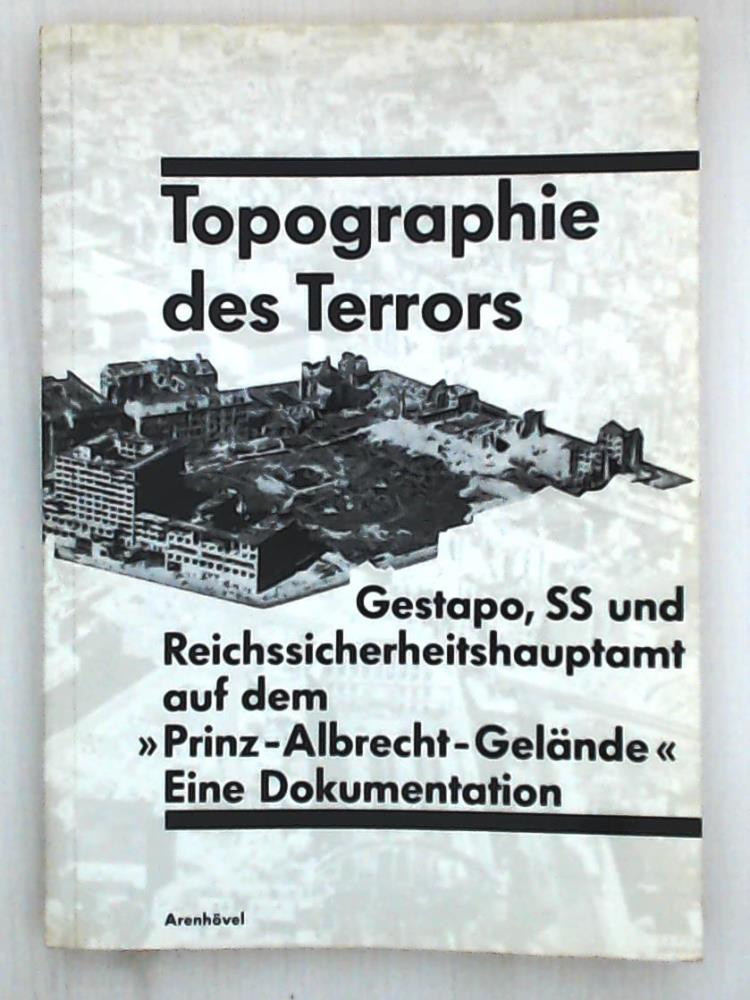 Topographie
des Terrors
Gestapo, SS und
Reichssicherheitshauptamt
auf dem
»Prinz-Albrecht-Gelände«
Eine Dokumentation
Arenhövel